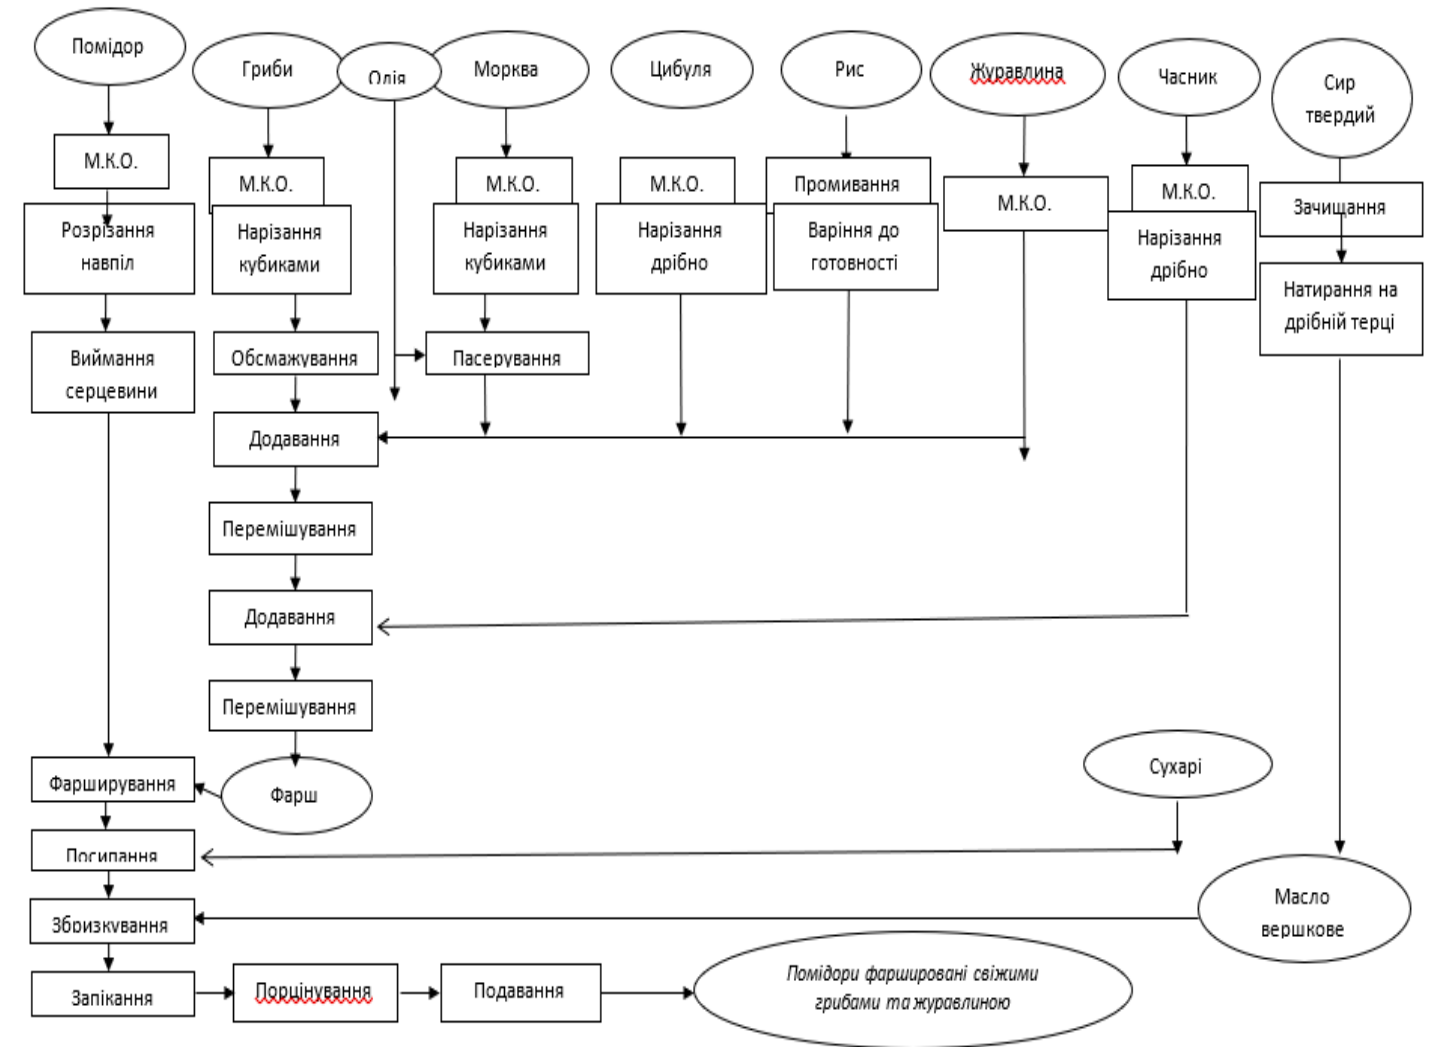 Помідор
Гриби
Олія
Морква
Цибуля
Рис
Журавлина
Часник
Сир
твердий
М.К.О.
М.К.О.
М.К.О.
М.К.О.
Промивання
М.К.О.
М.К.О.
Зачищання
Розрізання
навпіл
Нарізання
кубиками
Нарізання
кубиками
Нарізання
дрібно
Варіння до
готовності
Нарізання
дрібно
Натирання на
дрібній терці
Виймання
серцевини
Обсмажування
Пасерування
Додавання
Перемішування
Додавання
Перемішування
Фарширування
Фарш
Сухарі
Посипання
Збризкування
Масло
вершкове
Запікання
Порцінування
Подавання
Помідори фаршировані свіжими
грибами та журавлиною